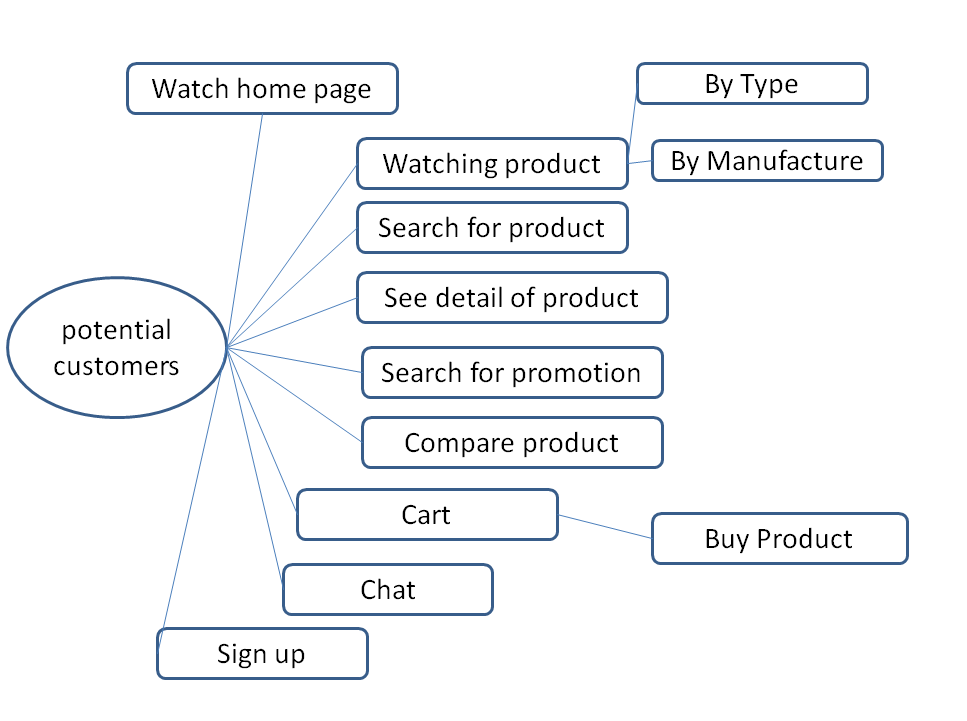 Watch home page
By Type
Watching product
By Manufacture
Search for product
See detail of product
potential
customers
Search for promotion
Compare product
Cart
Buy Product
Chat
Sign up